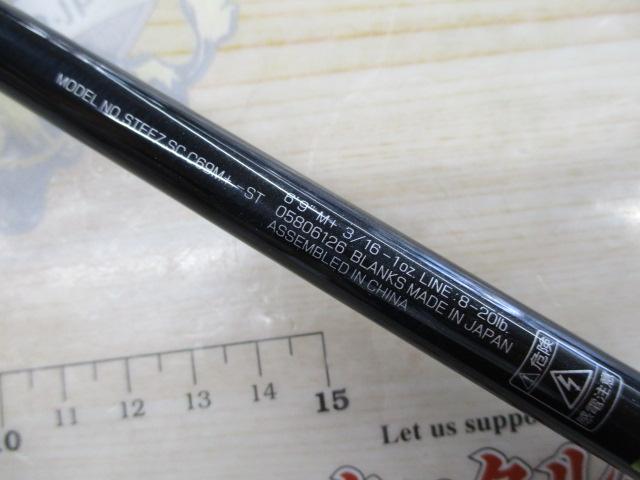 MODEL NO. STEEZ SC C69M+-ST
6'9" M+ 3/16-1oz. LINE:8-20lb.
05806126 BLANKS MADE IN JAPAN
ASSEMBLED IN CHINA
危険
感電注意
10 11 12 13 14 15
Let us suppo